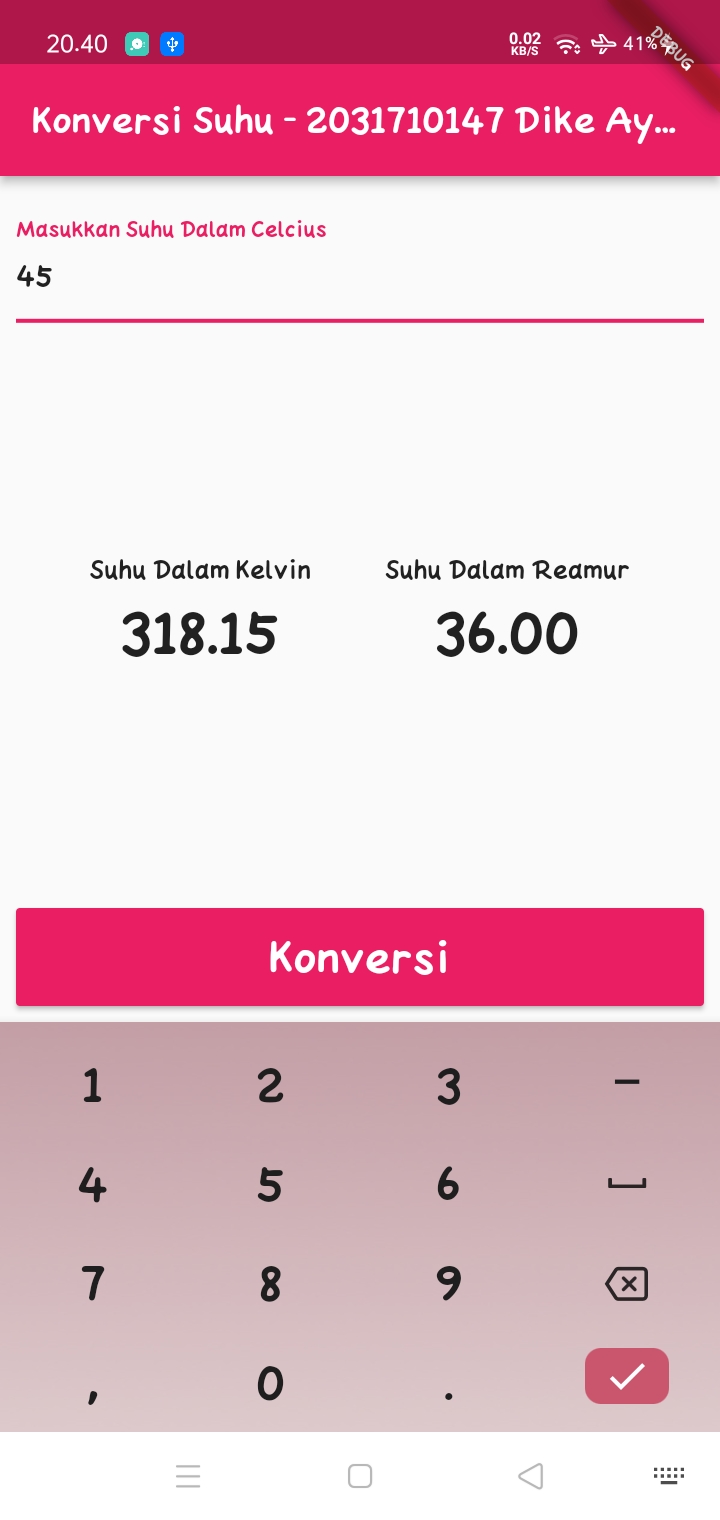 20.40
0.02
KB/S
41%
DEBUG
Konversi Suhu - 2031710147 Dike Ay...
Masukkan Suhu Dalam Celcius
45
Suhu Dalam Kelvin
Suhu Dalam Reamur
318.15
36.00
Konversi
1 2 3 –
4 5 6
7 8 9
, 0 .